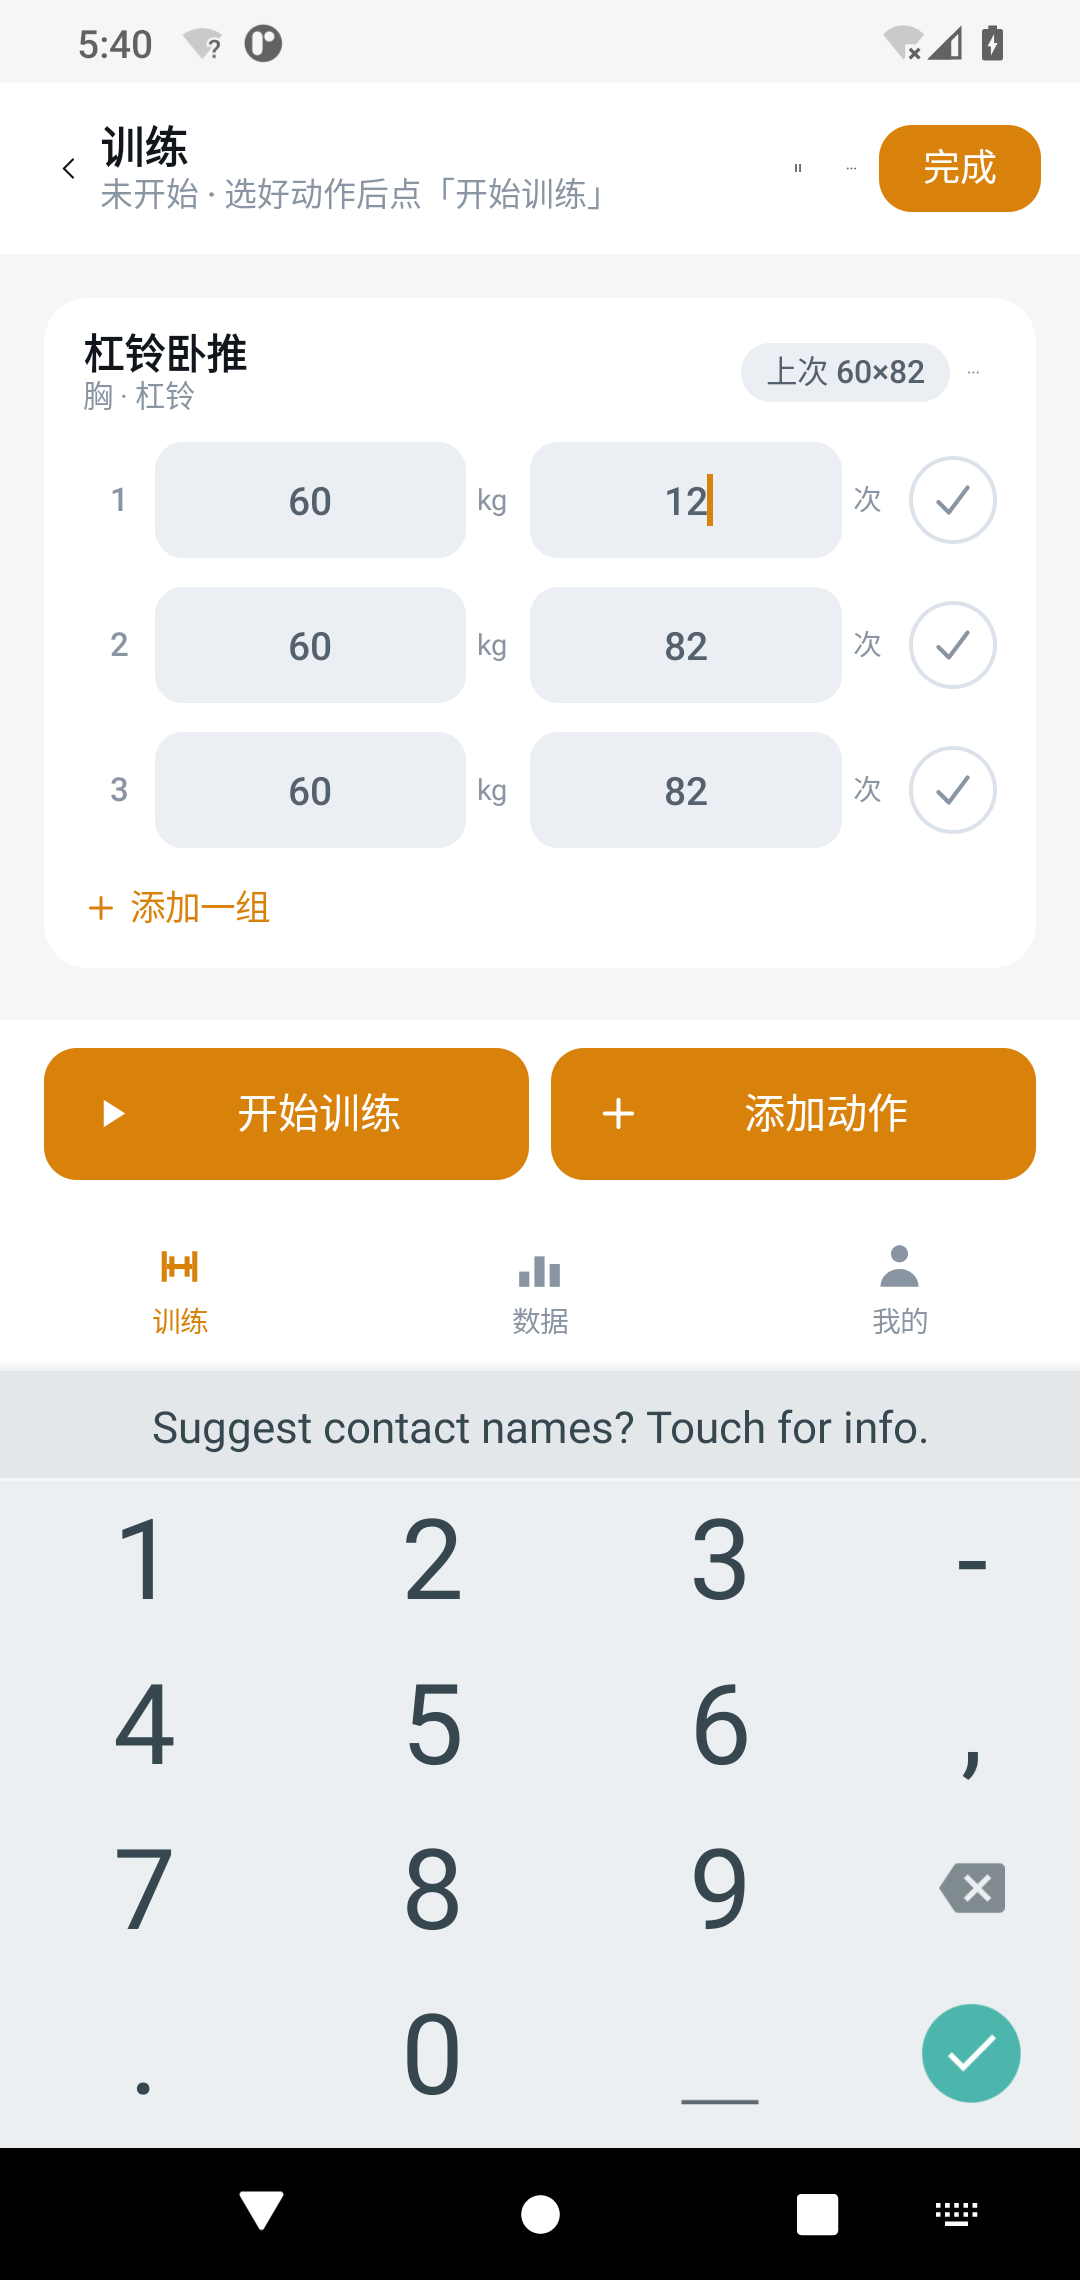 5:40
训练
未开始 · 选好动作后点「开始训练」
完成
杠铃卧推
胸 · 杠铃
上次 60×82
1 60 kg 12 次
2 60 kg 82 次
3 60 kg 82 次
+ 添加一组
开始训练
+ 添加动作
训练 数据 我的
Suggest contact names? Touch for info.
1 2 3 -
4 5 6 ,
7 8 9
. 0